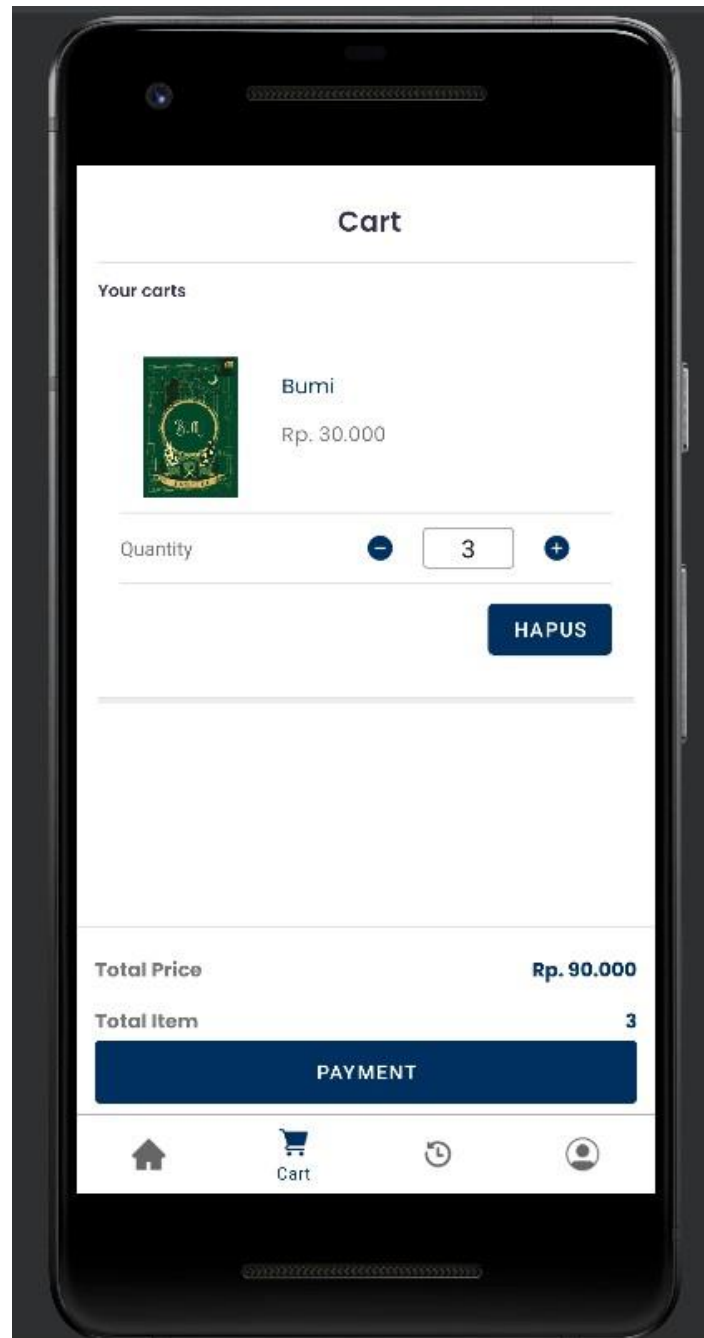 Cart
Your carts
Bumi
Rp. 30.000
Quantity
3
HAPUS
Total Price
Rp. 90.000
Total Item
3
PAYMENT
Cart